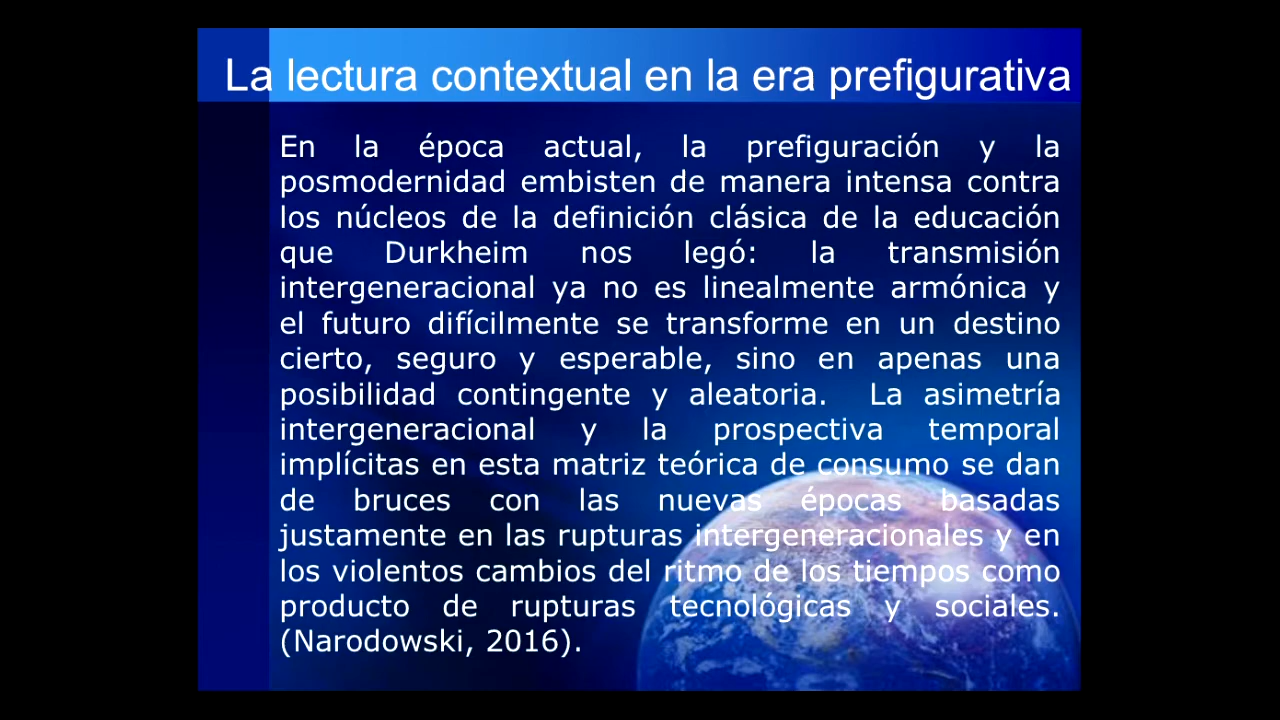 La lectura contextual en la era prefigurativa
En la época actual, la prefiguración y la
posmodernidad embisten de manera intensa contra
los núcleos de la definición clásica de la educación
que Durkheim nos legó: la transmisión
intergeneracional ya no es linealmente armónica y
el futuro difícilmente se transforme en un destino
cierto, seguro y esperable, sino en apenas una
posibilidad contingente y aleatoria. La asimetría
intergeneracional y la prospectiva temporal
implícitas en esta matriz teórica de consumo se dan
de bruces con las nuevas épocas basadas
justamente en las rupturas intergeneracionales y en
los violentos cambios del ritmo de los tiempos como
producto de rupturas tecnológicas y sociales.
(Narodowski, 2016).